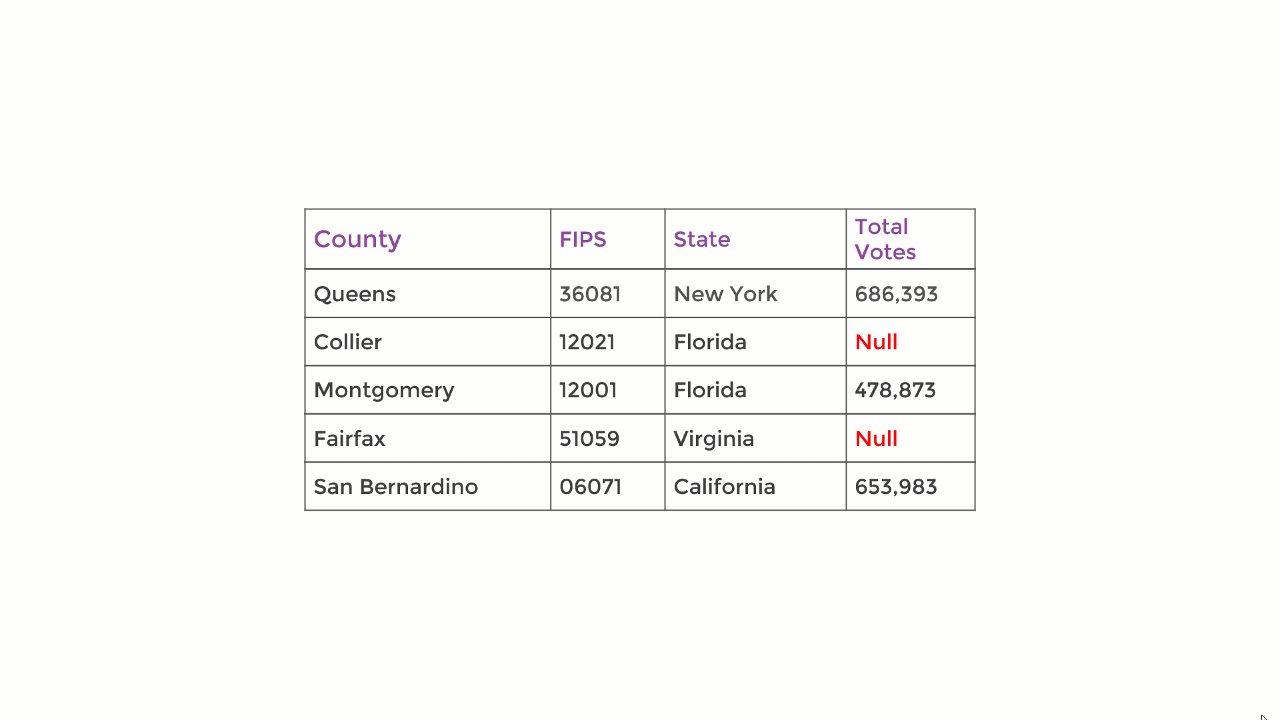 County FIPS State Total Votes
Queens 36081 New York 686,393
Collier 12021 Florida Null
Montgomery 12001 Florida 478,873
Fairfax 51059 Virginia Null
San Bernardino 06071 California 653,983